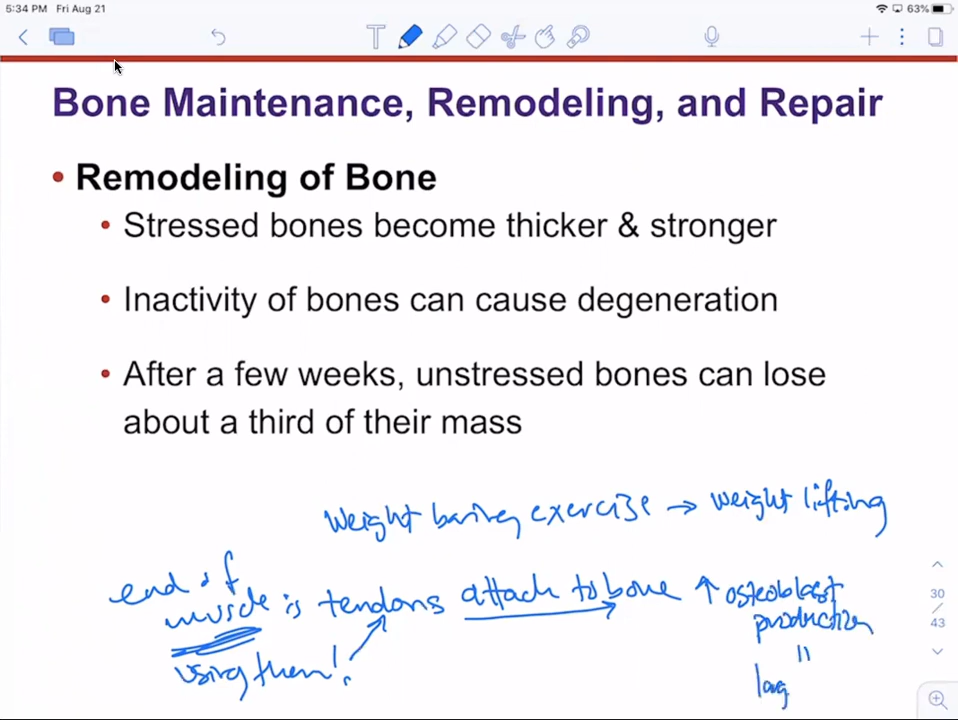 5:34 PM Fri Aug 21 63%
Bone Maintenance, Remodeling, and Repair
• Remodeling of Bone
• Stressed bones become thicker & stronger
• Inactivity of bones can cause degeneration
• After a few weeks, unstressed bones can lose
about a third of their mass
weight baring exercise → weight lifting
end of
muscle is tendons attach to bone ↑ osteoblast
production
using them!
30
/
43